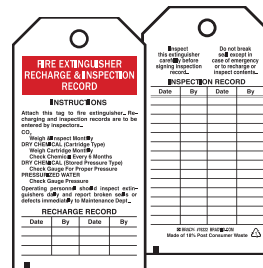 FIRE EXTINGUISHER
RECHARGE & INSPECTION
RECORD
INSTRUCTIONS
Attach this tag to fire extinguisher. Re-
charging and inspection records are to be
entered by inspectors.
CO2
Weigh & Inspect Monthly
DRY CHEMICAL (Cartridge Type)
Weigh Cartridge Monthly
Check Chemical Every 6 Months
DRY CHEMICAL (Stored Pressure Type)
Check Gauge For Proper Pressure
PRESSURIZED WATER
Check Gauge Pressure
Operating personnel should inspect extin-
guishers daily and report broken seals or
defects immediately to Maintenance Dept.
RECHARGE RECORD
Date By Date By
Inspect
this extinguisher
carefully before
signing inspection
record.
Do not break
seal except in
case of emergency
or to recharge or
inspect contents.
INSPECTION RECORD
Date By Date By
Made of 10% Post Consumer Waste